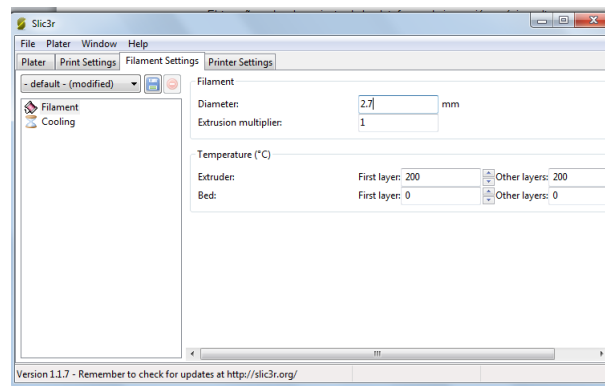 Slic3r
File Plater Window Help
Plater Print Settings Filament Settings Printer Settings
- default - (modified)
Filament
Cooling
Filament
Diameter: 2.7 mm
Extrusion multiplier: 1
Temperature (°C)
Extruder: First layer: 200 Other layers: 200
Bed: First layer: 0 Other layers: 0
Version 1.1.7 - Remember to check for updates at http://slic3r.org/